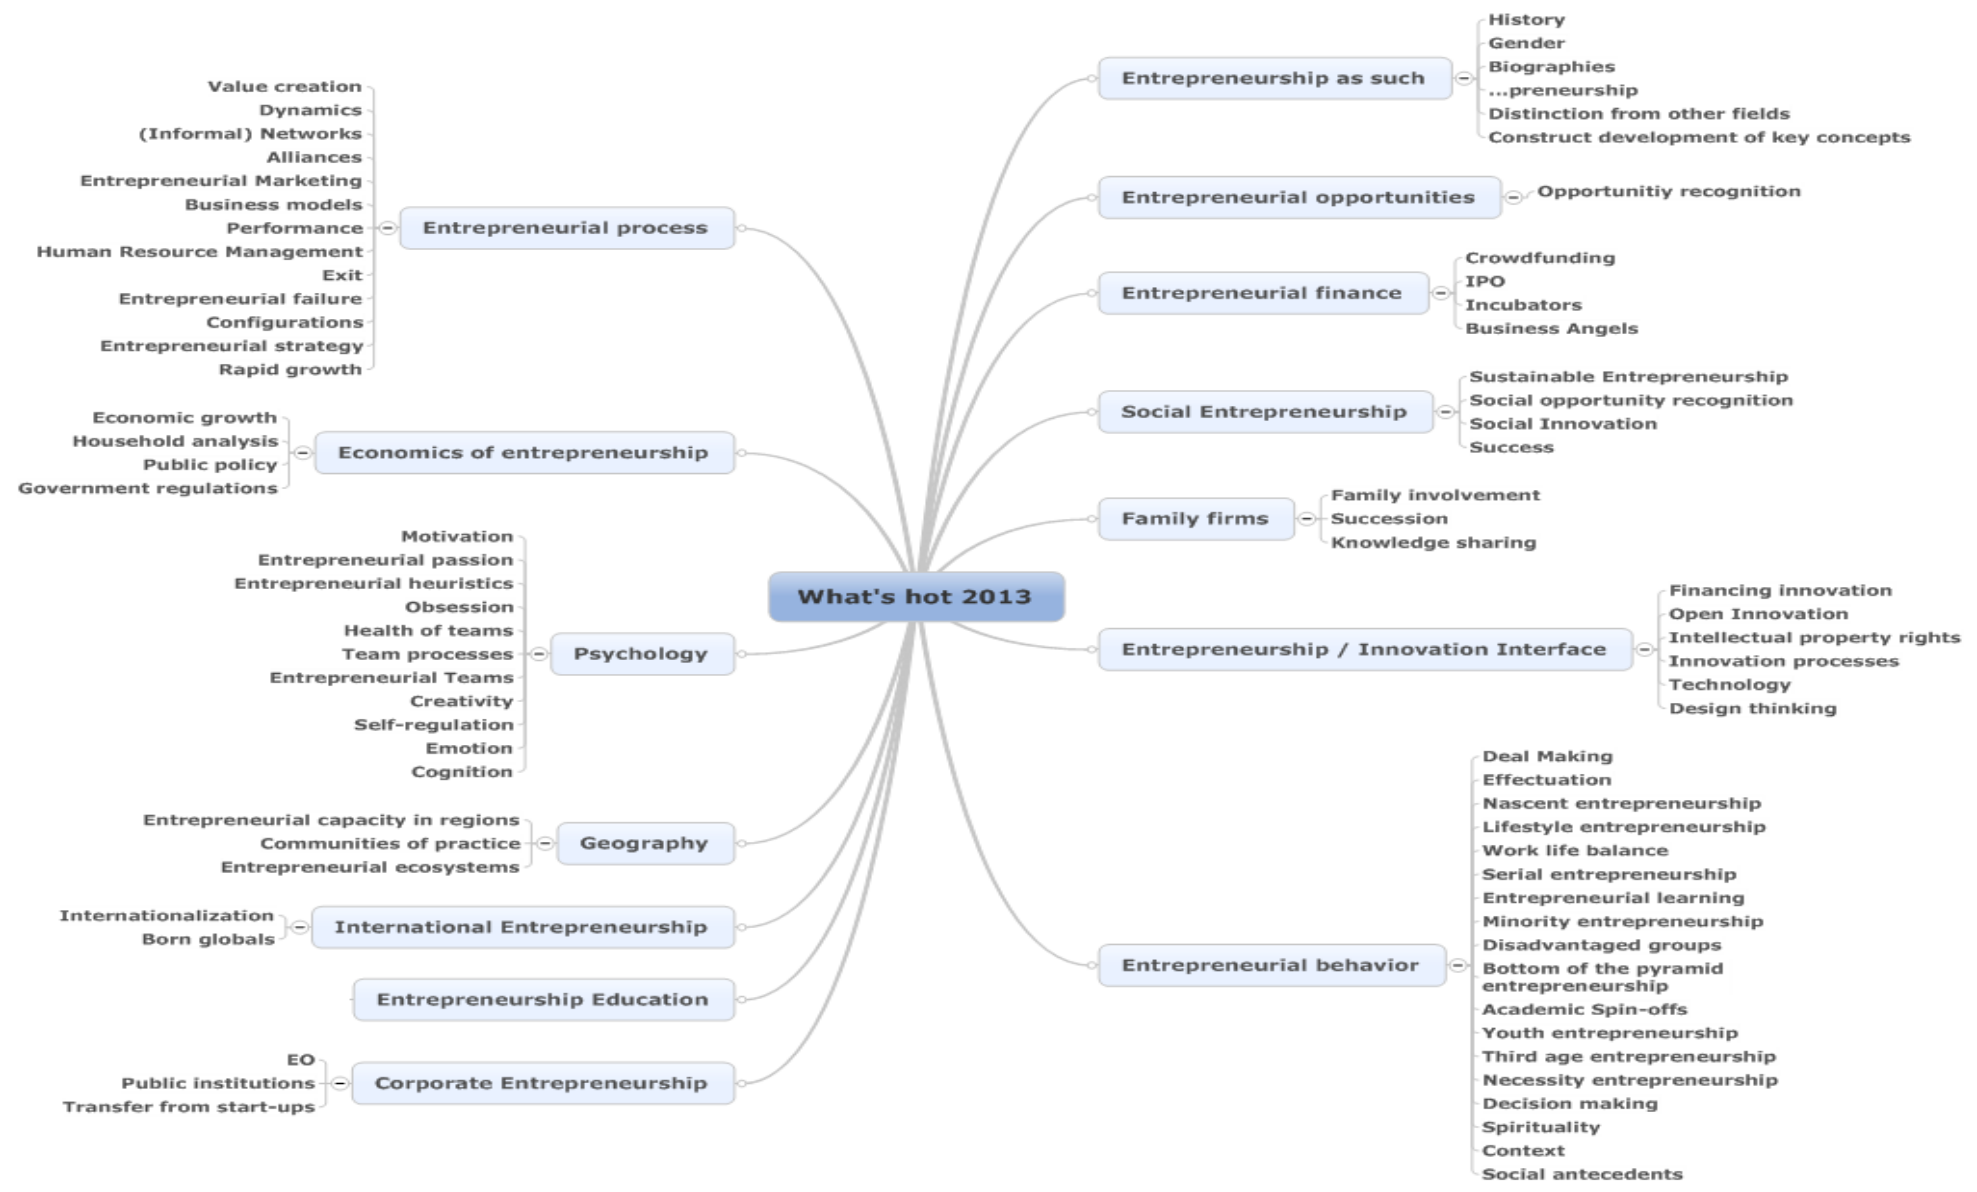 What's hot 2013
Entrepreneurship as such
History
Gender
Biographies
...preneurship
Distinction from other fields
Construct development of key concepts
Entrepreneurial opportunities
Opportunitiy recognition
Entrepreneurial finance
Crowdfunding
IPO
Incubators
Business Angels
Social Entrepreneurship
Sustainable Entrepreneurship
Social opportunity recognition
Social Innovation
Success
Family firms
Family involvement
Succession
Knowledge sharing
Entrepreneurship / Innovation Interface
Financing innovation
Open Innovation
Intellectual property rights
Innovation processes
Technology
Design thinking
Entrepreneurial behavior
Deal Making
Effectuation
Nascent entrepreneurship
Lifestyle entrepreneurship
Work life balance
Serial entrepreneurship
Entrepreneurial learning
Minority entrepreneurship
Disadvantaged groups
Bottom of the pyramid
entrepreneurship
Academic Spin-offs
Youth entrepreneurship
Third age entrepreneurship
Necessity entrepreneurship
Decision making
Spirituality
Context
Social antecedents
Entrepreneurial process
Value creation
Dynamics
(Informal) Networks
Alliances
Entrepreneurial Marketing
Business models
Performance
Human Resource Management
Exit
Entrepreneurial failure
Configurations
Entrepreneurial strategy
Rapid growth
Economics of entrepreneurship
Economic growth
Household analysis
Public policy
Government regulations
Psychology
Motivation
Entrepreneurial passion
Entrepreneurial heuristics
Obsession
Health of teams
Team processes
Entrepreneurial Teams
Creativity
Self-regulation
Emotion
Cognition
Geography
Entrepreneurial capacity in regions
Communities of practice
Entrepreneurial ecosystems
International Entrepreneurship
Internationalization
Born globals
Entrepreneurship Education
Corporate Entrepreneurship
EO
Public institutions
Transfer from start-ups